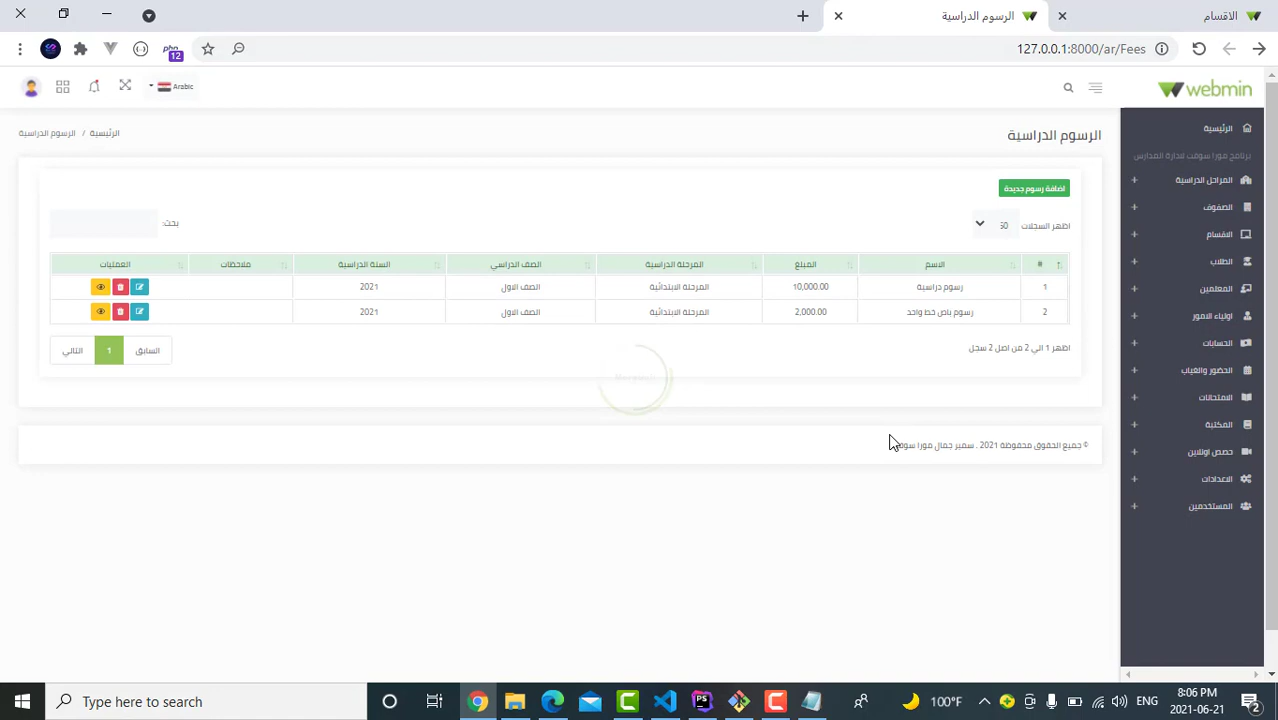 الاقسام
الرسوم الدراسية
127.0.0.1:8000/ar/Fees
php
12
webmin
Arabic
الرئيسية
برنامج مورا سوفت لادارة المدارس
المراحل الدراسية
الصفوف
الاقسام
الطلاب
المعلمين
اولياء الامور
الحسابات
الحضور والغياب
الامتحانات
المكتبة
حصص اونلاين
الاعدادات
المستخدمين
الرسوم الدراسية
الرئيسية / الرسوم الدراسية
اضافة رسوم جديدة
اظهر السجلات 50
بحث:
# الاسم المبلغ المرحلة الدراسية الصف الدراسي السنة الدراسية ملاحظات العمليات
1 رسوم دراسية 10,000.00 المرحلة الابتدائية الصف الاول 2021
2 رسوم باص خط واحد 2,000.00 المرحلة الابتدائية الصف الاول 2021
اظهر 1 الي 2 من اصل 2 سجل
السابق 1 التالي
© جميع الحقوق محفوظة 2021 . سمير جمال مورا سوفت
Type here to search
PS
100°F
ENG
8:06 PM
2021-06-21
2